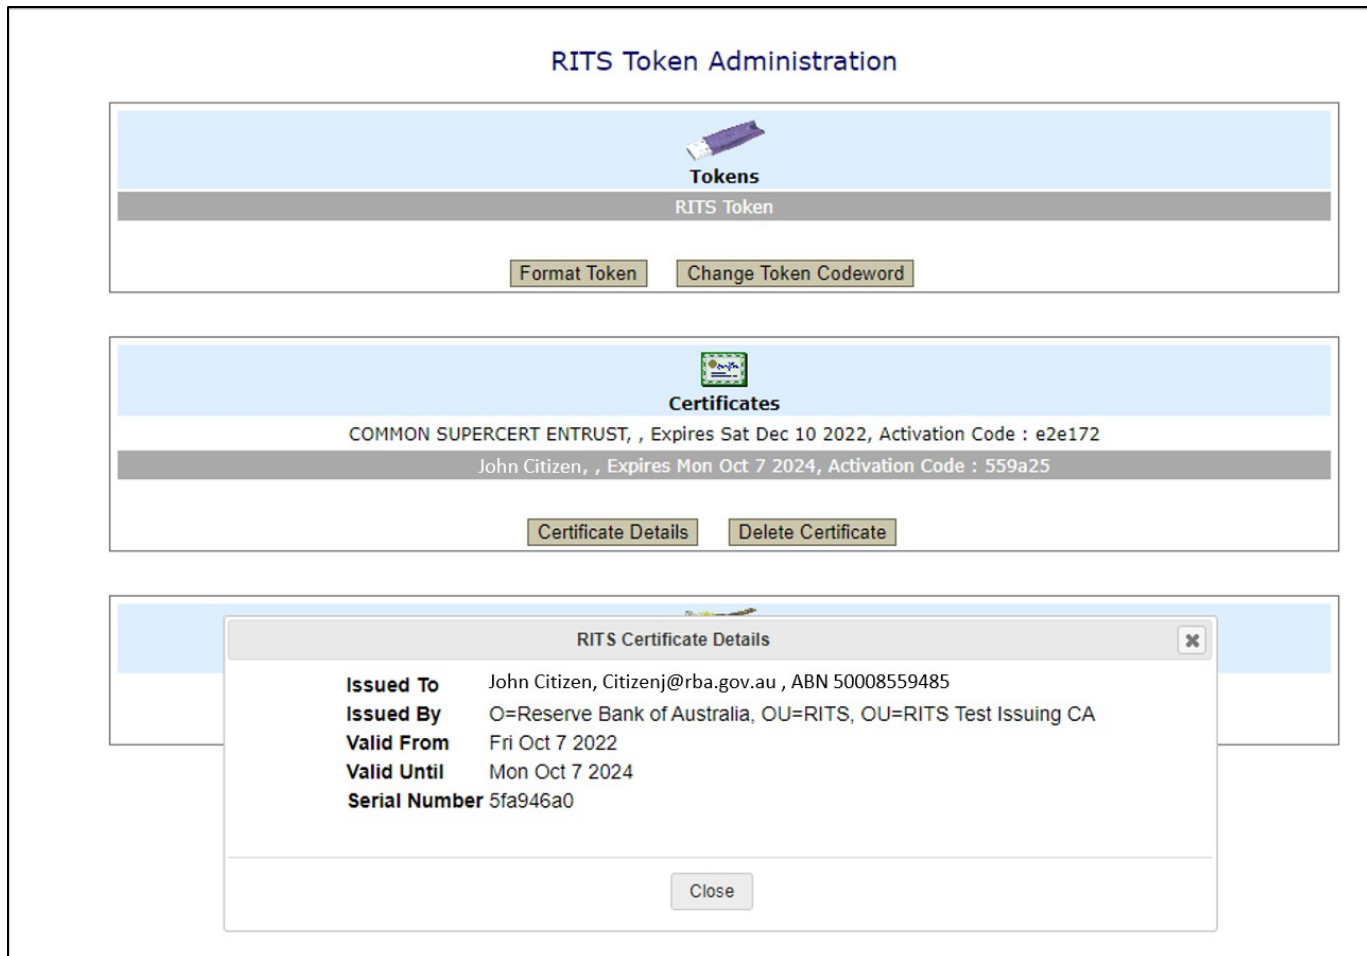 RITS Token Administration
Tokens
RITS Token
Format Token
Change Token Codeword
Certificates
COMMON SUPERCERT ENTRUST, , Expires Sat Dec 10 2022, Activation Code : e2e172
John Citizen, , Expires Mon Oct 7 2024, Activation Code : 559a25
Certificate Details
Delete Certificate
RITS Certificate Details
Issued To John Citizen, Citizenj@rba.gov.au , ABN 50008559485
Issued By O=Reserve Bank of Australia, OU=RITS, OU=RITS Test Issuing CA
Valid From Fri Oct 7 2022
Valid Until Mon Oct 7 2024
Serial Number 5fa946a0
Close